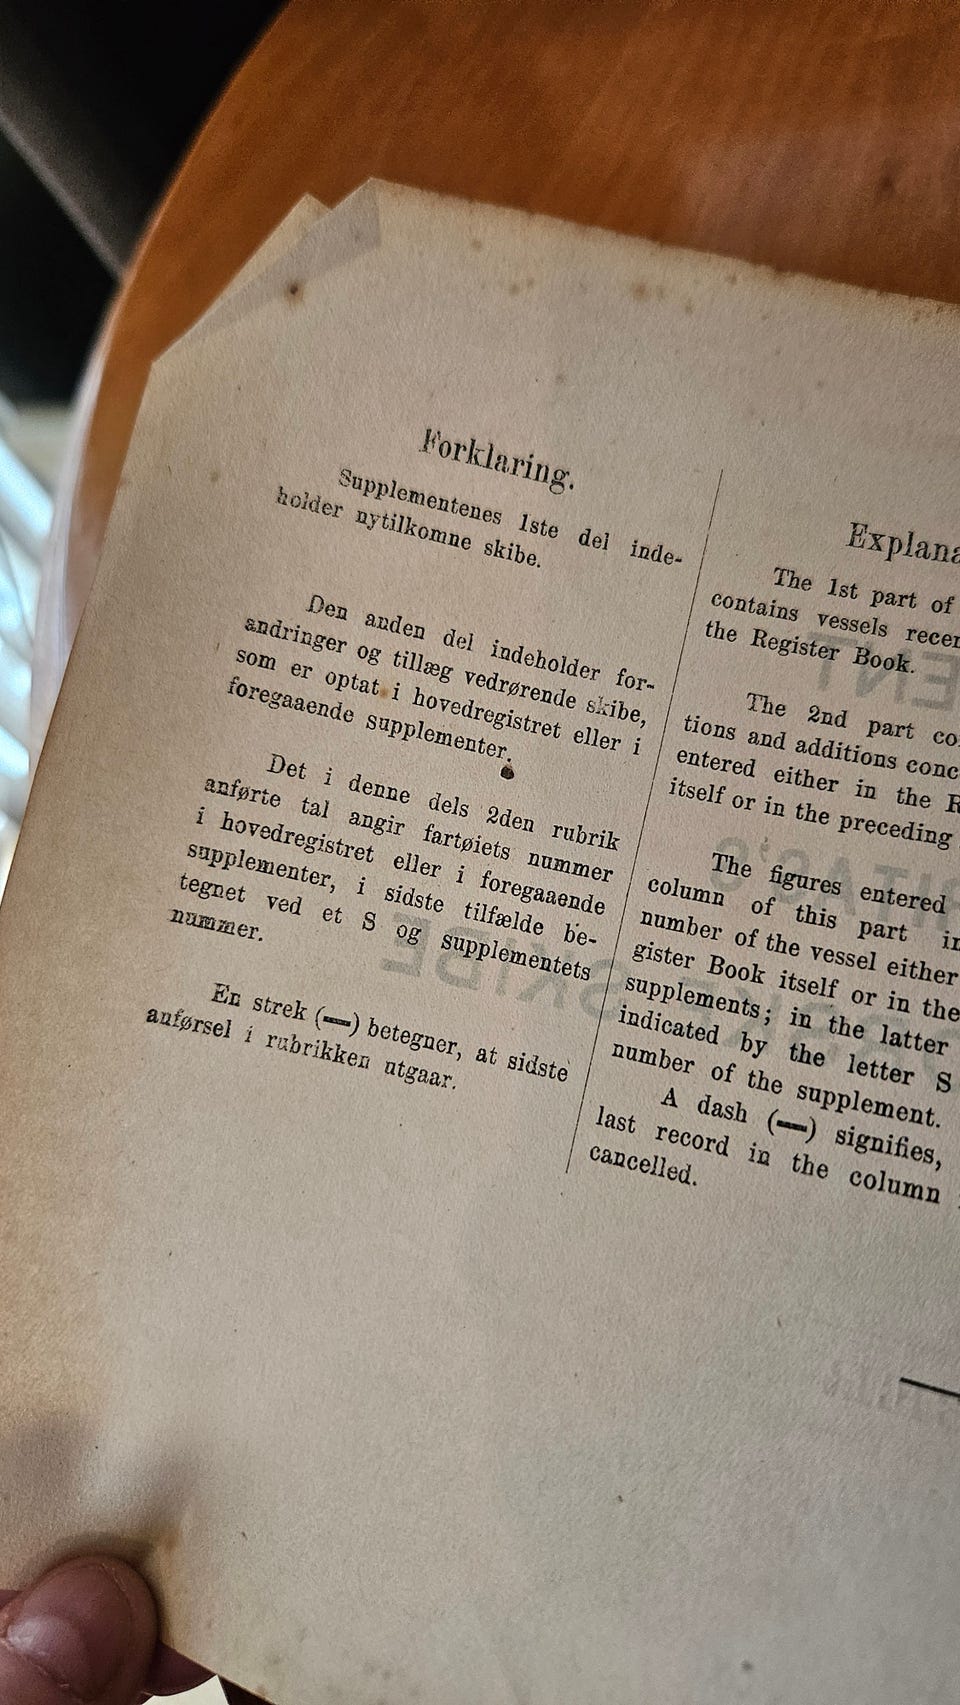 Forklaring.
Supplementenes 1ste del inde-
holder nytilkomne skibe.
Den anden del indeholder for-
andringer og tillæg vedrørende skibe,
som er optat i hovedregistret eller i
foregaaende supplementer.
Det i denne dels 2den rubrik
anførte tal angir fartøiets nummer
i hovedregistret eller i foregaaende
supplementer, i sidste tilfælde be-
tegnet ved et S og supplementets
nummer.
En strek (—) betegner, at sidste
anførsel i rubrikken utgaar.
Explana
The 1st part of
contains vessels recen
the Register Book.
The 2nd part co
tions and additions conc
entered either in the R
itself or in the preceding
The figures entered
column of this part in
number of the vessel either
gister Book itself or in the
supplements; in the latter
indicated by the letter S
number of the supplement.
A dash (—) signifies,
last record in the column
cancelled.